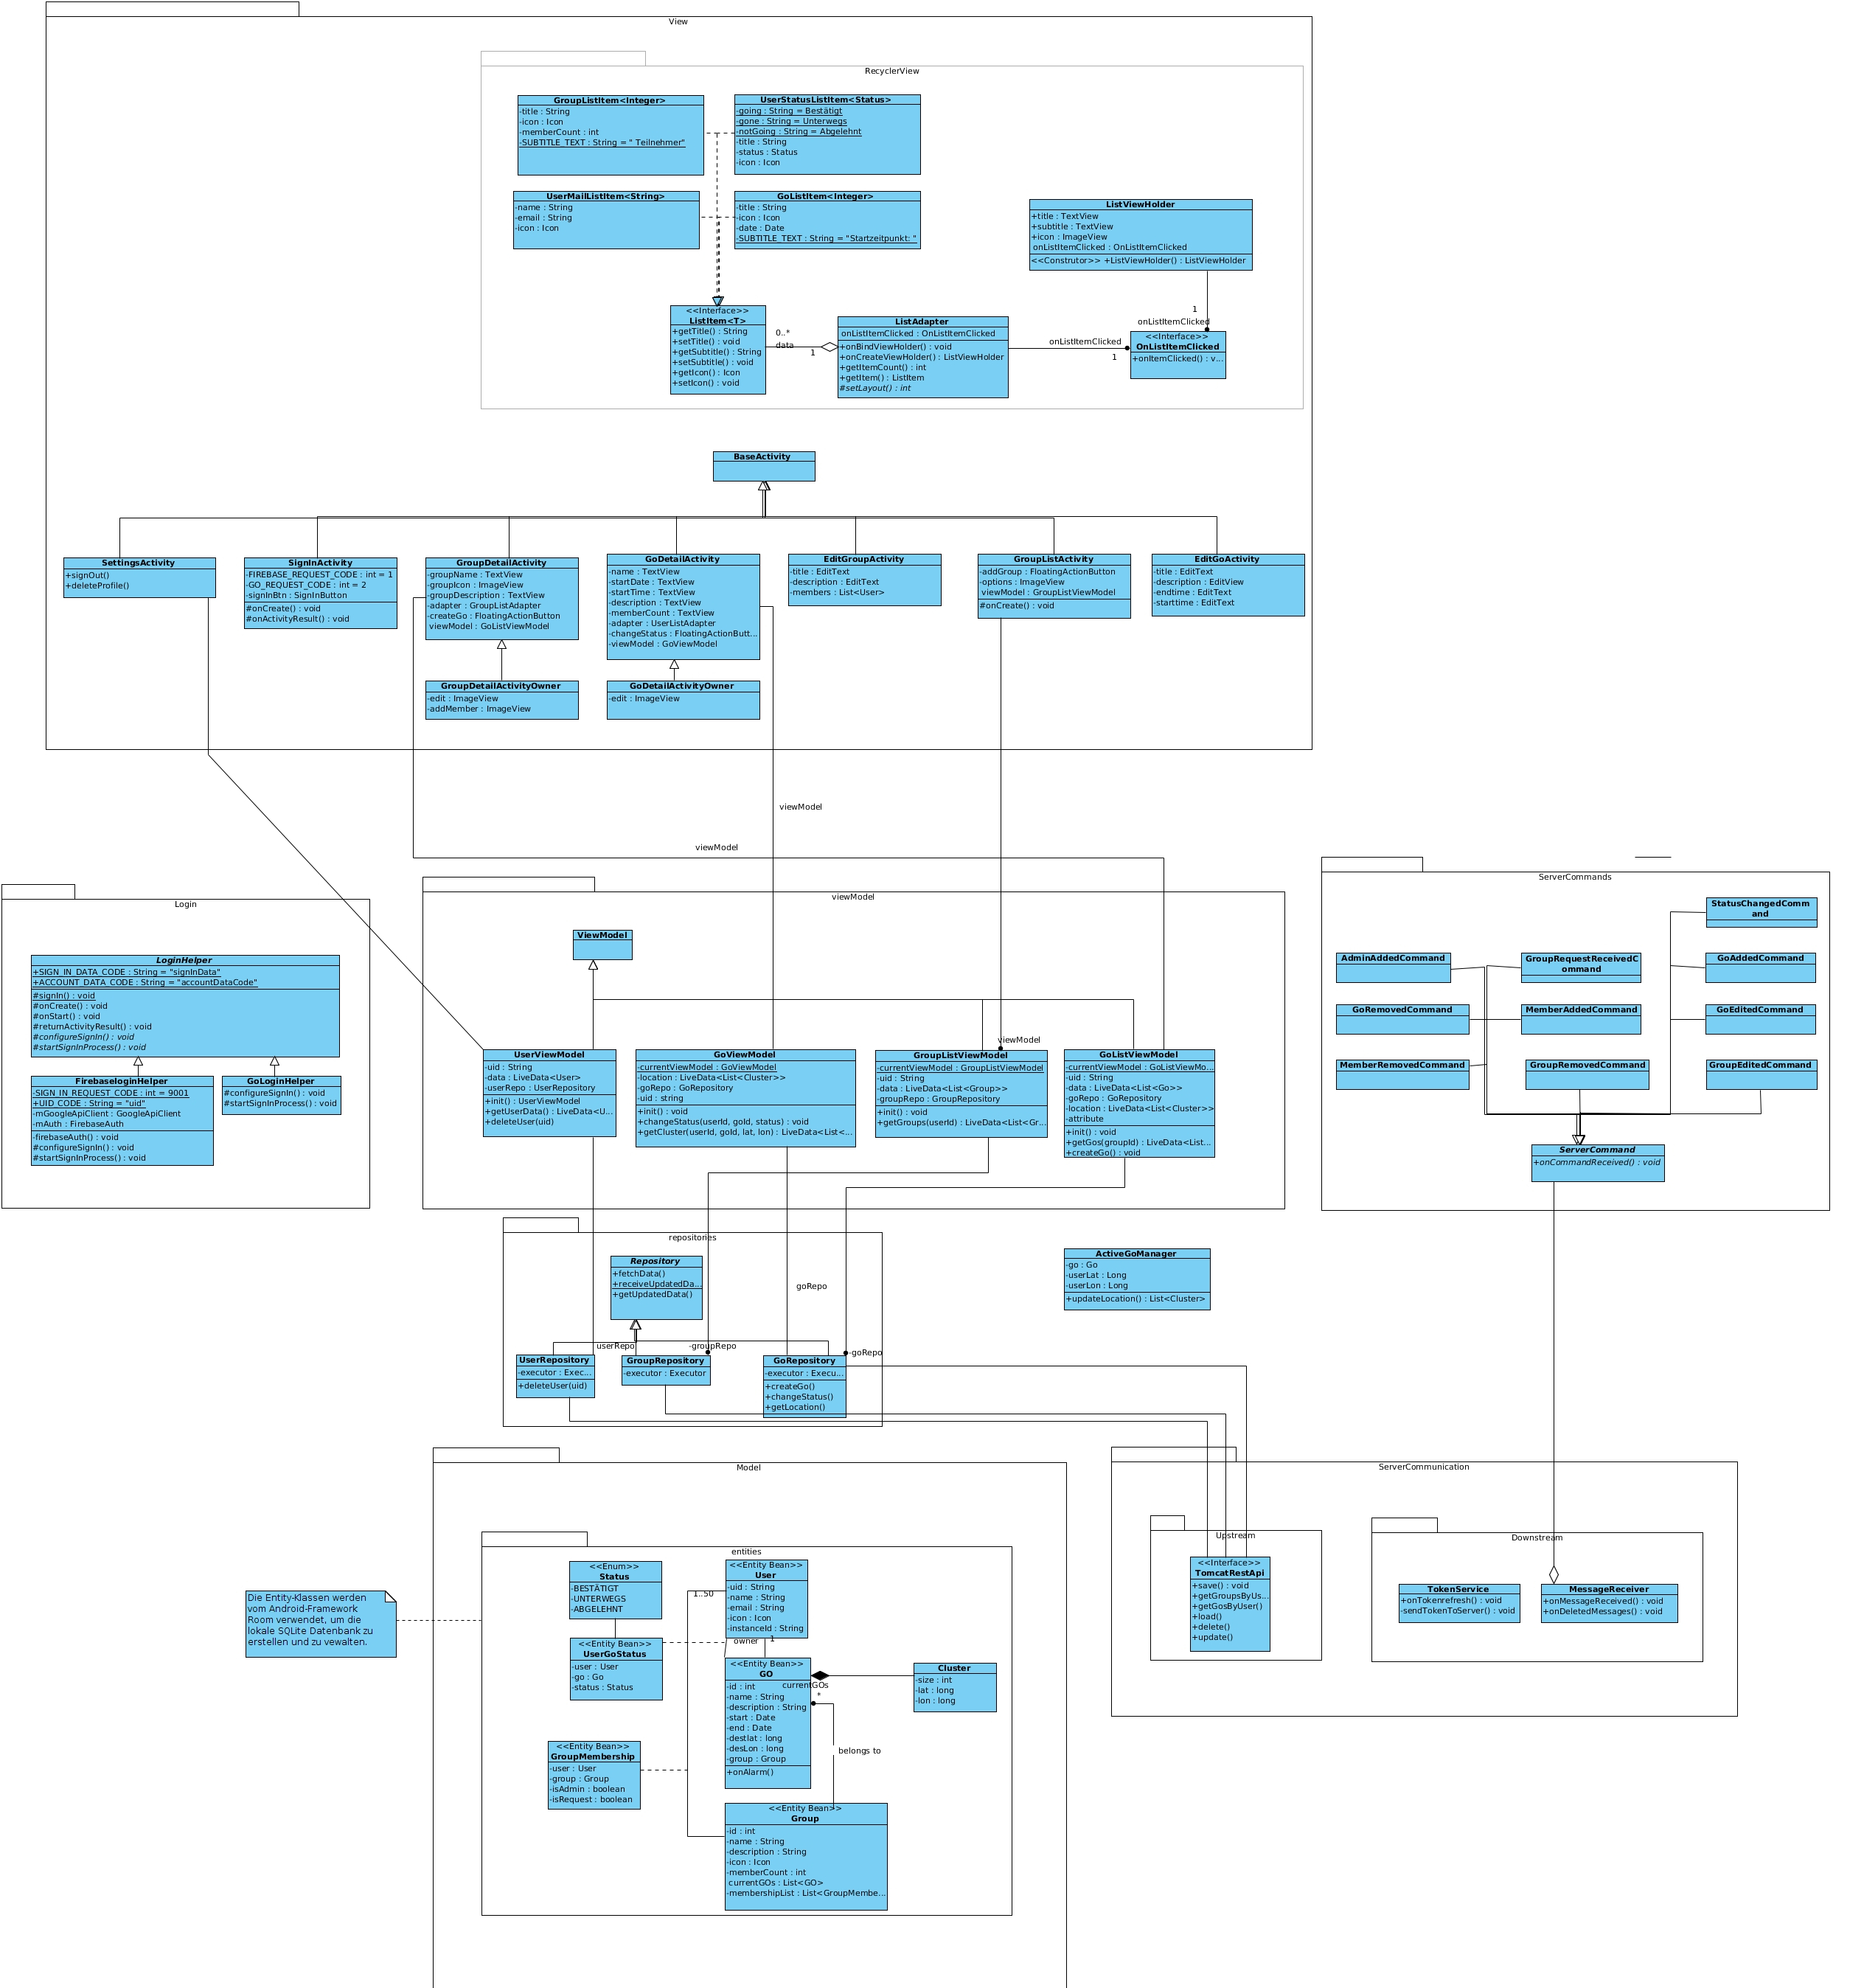 View
RecyclerView
GroupListItem<Integer>
-title : String
-icon : Icon
-memberCount : int
-SUBTITLE_TEXT : String = " Teilnehmer"
UserStatusListItem<Status>
-going : String = Bestätigt
-gone : String = Unterwegs
-notGoing : String = Abgelehnt
-title : String
-status : Status
-icon : Icon
UserMailListItem<String>
-name : String
-email : String
-icon : Icon
GoListItem<Integer>
-title : String
-icon : Icon
-date : Date
-SUBTITLE_TEXT : String = "Startzeitpunkt: "
ListViewHolder
+title : TextView
+subtitle : TextView
+icon : ImageView
onListItemClicked : OnListItemClicked
<<Construtor>> +ListViewHolder() : ListViewHolder
1
onListItemClicked
<<Interface>>
ListItem<T>
+getTitle() : String
+setTitle() : void
+getSubtitle() : String
+setSubtitle() : void
+getIcon() : Icon
+setIcon() : void
0..*
data
1
ListAdapter
onListItemClicked : OnListItemClicked
+onBindViewHolder() : void
+onCreateViewHolder() : ListViewHolder
+getItemCount() : int
+getItem() : ListItem
#setLayout() : int
onListItemClicked
1
<<Interface>>
OnListItemClicked
+onItemClicked() : v...
BaseActivity
SettingsActivity
+signOut()
+deleteProfile()
SignInActivity
-FIREBASE_REQUEST_CODE : int = 1
-GO_REQUEST_CODE : int = 2
-signInBtn : SignInButton
#onCreate() : void
#onActivityResult() : void
GroupDetailActivity
-groupName : TextView
-groupIcon : ImageView
-groupDescription : TextView
-adapter : GroupListAdapter
-createGo : FloatingActionButton
viewModel : GoListViewModel
GoDetailActivity
-name : TextView
-startDate : TextView
-startTime : TextView
-description : TextView
-memberCount : TextView
-adapter : UserListAdapter
-changeStatus : FloatingActionButt...
-viewModel : GoViewModel
EditGroupActivity
-title : EditText
-description : EditText
-members : List<User>
GroupListActivity
-addGroup : FloatingActionButton
-options : ImageView
viewModel : GroupListViewModel
#onCreate() : void
EditGoActivity
-title : EditText
-description : EditView
-endtime : EditText
-starttime : EditText
GroupDetailActivityOwner
-edit : ImageView
-addMember : ImageView
GoDetailActivityOwner
-edit : ImageView
viewModel
viewModel
Login
LoginHelper
+SIGN_IN_DATA_CODE : String = "signInData"
+ACCOUNT_DATA_CODE : String = "accountDataCode"
#signIn() : void
#onCreate() : void
#onStart() : void
#returnActivityResult() : void
#configureSignIn() : void
#startSignInProcess() : void
FirebaseloginHelper
-SIGN_IN_REQUEST_CODE : int = 9001
+UID_CODE : String = "uid"
-mGoogleApiClient : GoogleApiClient
-mAuth : FirebaseAuth
-firebaseAuth() : void
#configureSignIn() : void
#startSignInProcess() : void
GoLoginHelper
#configureSignIn() : void
#startSignInProcess() : void
viewModel
ViewModel
viewModel
UserViewModel
-uid : String
-data : LiveData<User>
-userRepo : UserRepository
+init() : UserViewModel
+getUserData() : LiveData<U...
+deleteUser(uid)
GoViewModel
-currentViewModel : GoViewModel
-location : LiveData<List<Cluster>>
-goRepo : GoRepository
-uid : string
+init() : void
+changeStatus(userId, goId, status) : void
+getCluster(userId, goId, lat, lon) : LiveData<List<...
GroupListViewModel
-currentViewModel : GroupListViewModel
-uid : String
-data : LiveData<List<Group>>
-groupRepo : GroupRepository
+init() : void
+getGroups(userId) : LiveData<List<Gr...
GoListViewModel
-currentViewModel : GoListViewMo...
-uid : String
-data : LiveData<List<Go>>
-goRepo : GoRepository
-location : LiveData<List<Cluster>>
-attribute
+init() : void
+getGos(groupId) : LiveData<List...
+createGo() : void
ServerCommands
StatusChangedComm
and
AdminAddedCommand
GroupRequestReceivedC
ommand
GoAddedCommand
GoRemovedCommand
MemberAddedCommand
GoEditedCommand
MemberRemovedCommand
GroupRemovedCommand
GroupEditedCommand
ServerCommand
+onCommandReceived() : void
repositories
Repository
+fetchData()
+receiveUpdatedDa...
+getUpdatedData()
goRepo
userRepo
-groupRepo
-goRepo
UserRepository
-executor : Exec...
+deleteUser(uid)
GroupRepository
-executor : Executor
GoRepository
-executor : Execu...
+createGo()
+changeStatus()
+getLocation()
ActiveGoManager
-go : Go
-userLat : Long
-userLon : Long
+updateLocation() : List<Cluster>
Model
entities
<<Enum>>
Status
-BESTÄTIGT
-UNTERWEGS
-ABGELEHNT
<<Entity Bean>>
User
-uid : String
-name : String
-email : String
-icon : Icon
-instanceId : String
1..50
owner
1
<<Entity Bean>>
UserGoStatus
-user : User
-go : Go
-status : Status
<<Entity Bean>>
GO
-id : int
-name : String
-description : String
-start : Date
-end : Date
-destlat : long
-desLon : long
-group : Group
+onAlarm()
currentGOs
*
Cluster
-size : int
-lat : long
-lon : long
belongs to
<<Entity Bean>>
GroupMembership
-user : User
-group : Group
-isAdmin : boolean
-isRequest : boolean
<<Entity Bean>>
Group
-id : int
-name : String
-description : String
-icon : Icon
-memberCount : int
currentGOs : List<GO>
-membershipList : List<GroupMembe...
Die Entity-Klassen werden
vom Android-Framework
Room verwendet, um die
lokale SQLite Datenbank zu
erstellen und zu vewalten.
ServerCommunication
Upstream
<<Interface>>
TomcatRestApi
+save() : void
+getGroupsByUs...
+getGosByUser()
+load()
+delete()
+update()
Downstream
TokenService
+onTokenrefresh() : void
-sendTokenToServer() : void
MessageReceiver
+onMessageReceived() : void
+onDeletedMessages() : void